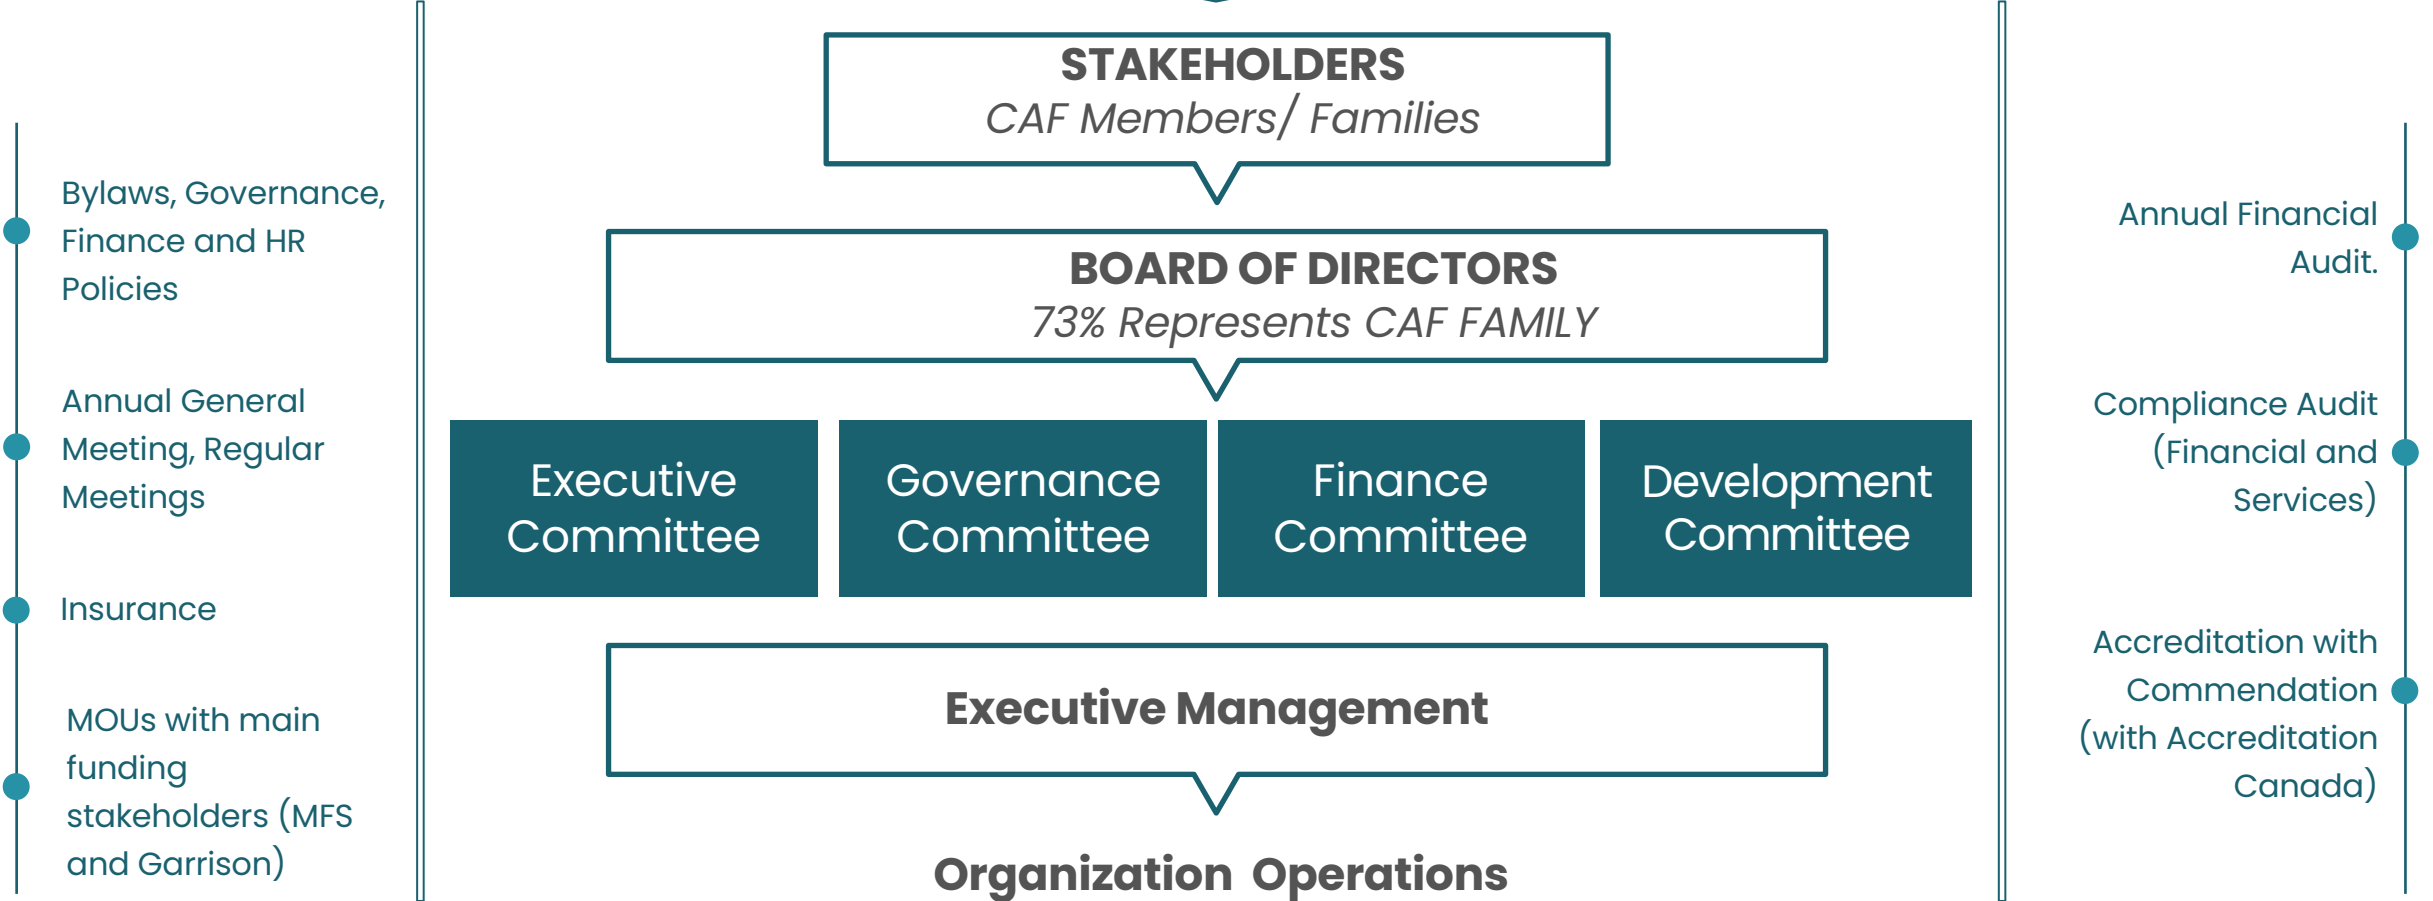 Bylaws, Governance,
Finance and HR
Policies
Annual General
Meeting, Regular
Meetings
Insurance
MOUs with main
funding
stakeholders (MFS
and Garrison)
STAKEHOLDERS
CAF Members/ Families
BOARD OF DIRECTORS
73% Represents CAF FAMILY
Executive
Committee
Governance
Committee
Finance
Committee
Development
Committee
Executive Management
Organization Operations
Annual Financial
Audit.
Compliance Audit
(Financial and
Services)
Accreditation with
Commendation
(with Accreditation
Canada)